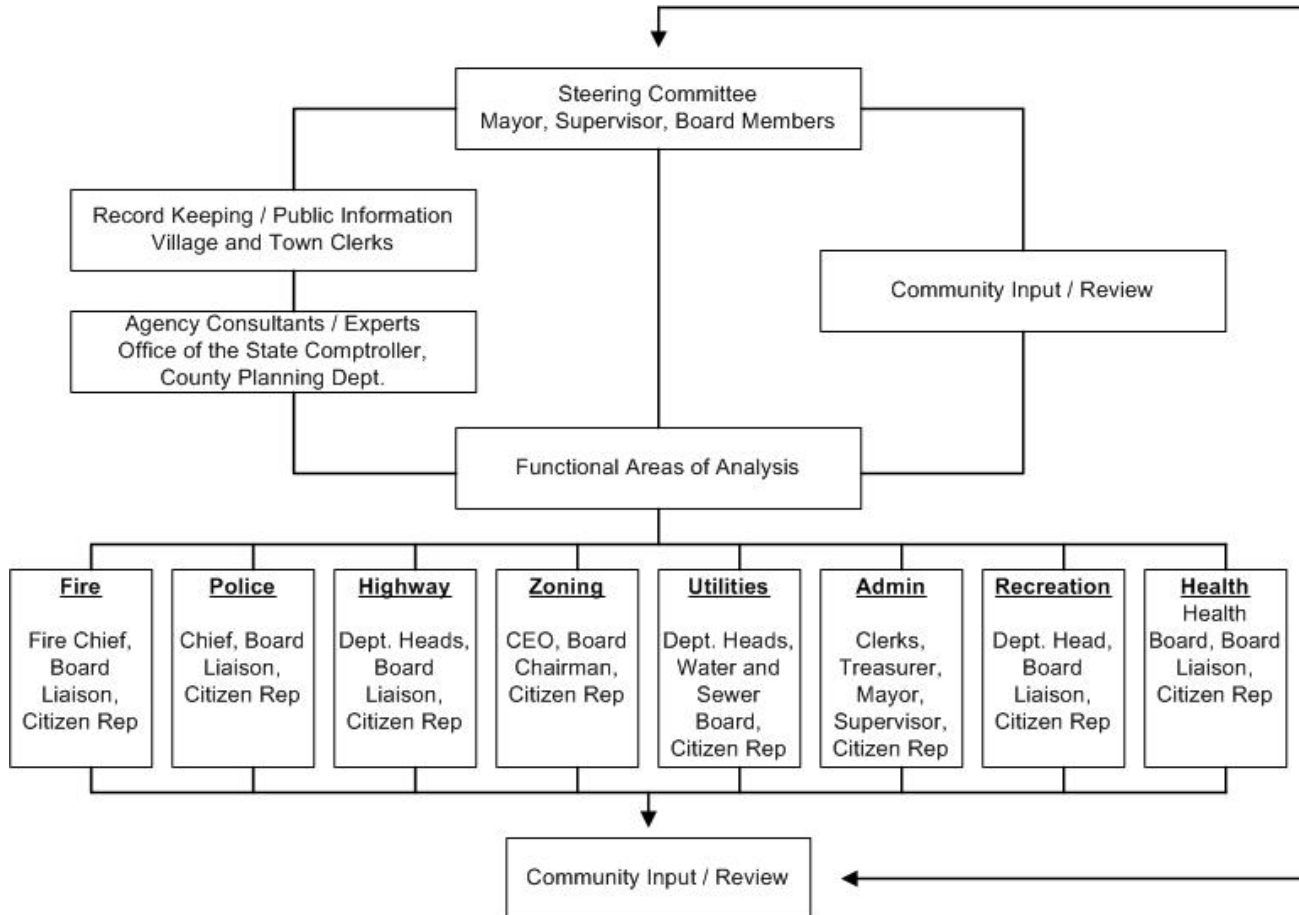 Steering Committee
Mayor, Supervisor, Board Members
Record Keeping / Public Information
Village and Town Clerks
Community Input / Review
Agency Consultants / Experts
Office of the State Comptroller,
County Planning Dept.
Functional Areas of Analysis
Fire
Fire Chief,
Board
Liaison,
Citizen Rep
Police
Chief, Board
Liaison,
Citizen Rep
Highway
Dept. Heads,
Board
Liaison,
Citizen Rep
Zoning
CEO, Board
Chairman,
Citizen Rep
Utilities
Dept. Heads,
Water and
Sewer
Board,
Citizen Rep
Admin
Clerks,
Treasurer,
Mayor,
Supervisor,
Citizen Rep
Recreation
Dept. Head,
Board
Liaison,
Citizen Rep
Health
Health
Board, Board
Liaison,
Citizen Rep
Community Input / Review